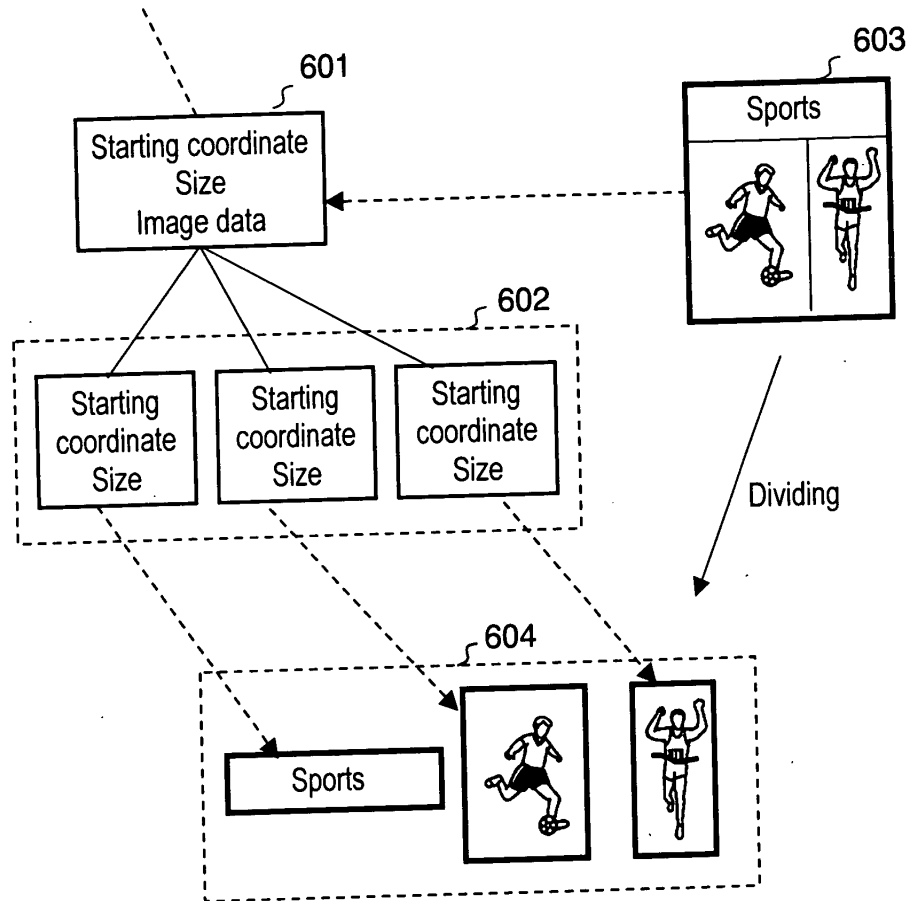 601
603
Starting coordinate
Size
Image data
Sports
602
Starting
coordinate
Size
Starting
coordinate
Size
Starting
coordinate
Size
Dividing
604
Sports